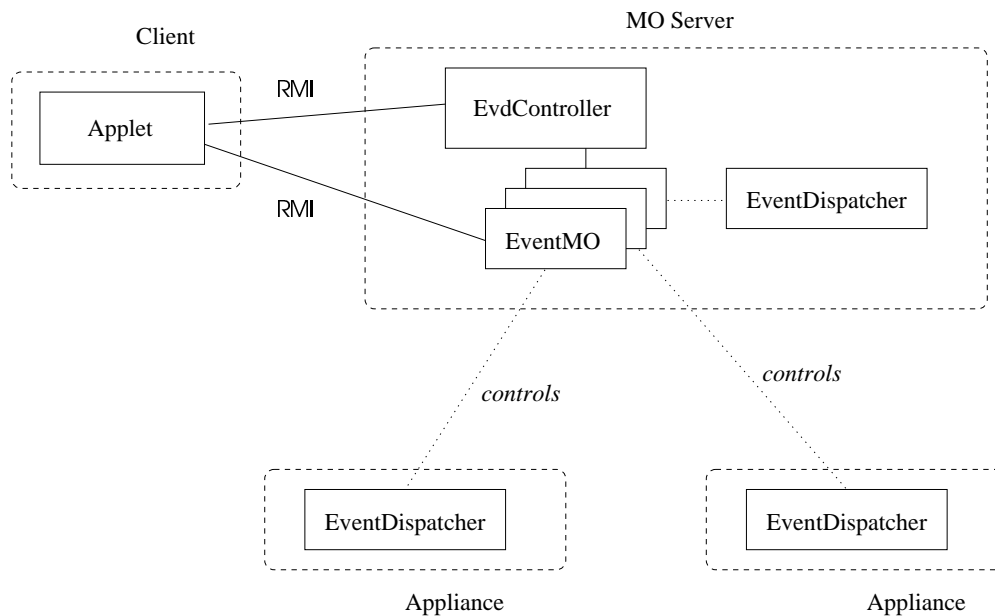 MO Server
Client
RMI
EvdController
Applet
EventDispatcher
RMI
EventMO
controls
controls
EventDispatcher
EventDispatcher
Appliance
Appliance